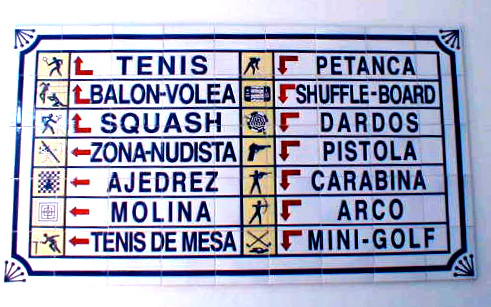 TENIS
BALON-VOLEA
SQUASH
ZONA-NUDISTA
AJEDREZ
MOLINA
TENIS DE MESA
PETANCA
SHUFFLE-BOARD
DARDOS
PISTOLA
CARABINA
ARCO
MINI-GOLF